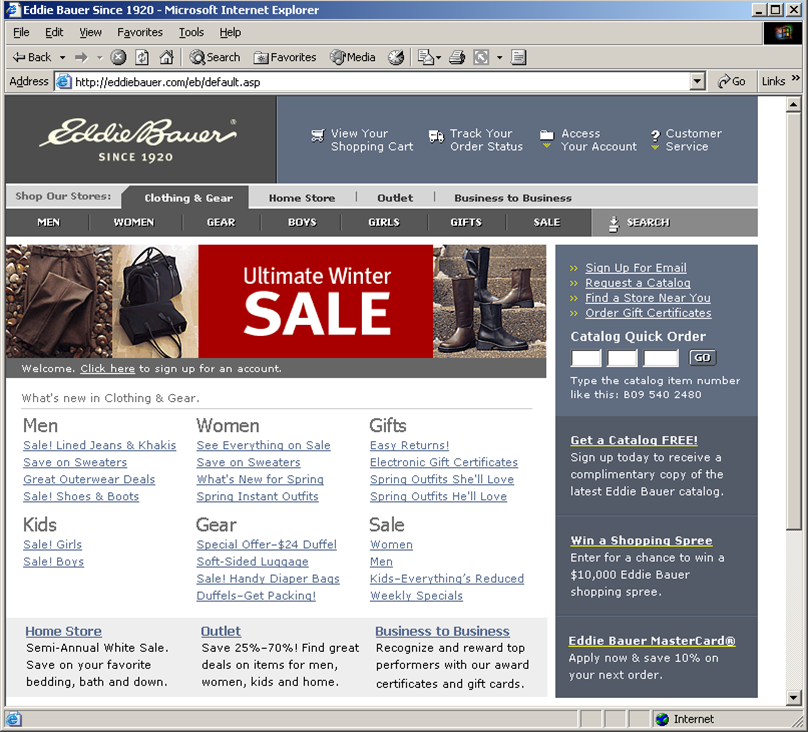 Eddie Bauer Since 1920 - Microsoft Internet Explorer
File Edit View Favorites Tools Help
Back Search Favorites Media
Address http://eddiebauer.com/eb/default.asp Go Links »
Eddie Bauer®
SINCE 1920
View Your Shopping Cart
Track Your Order Status
Access Your Account
Customer Service
Shop Our Stores: Clothing & Gear | Home Store | Outlet | Business to Business
MEN WOMEN GEAR BOYS GIRLS GIFTS SALE SEARCH
Ultimate Winter
SALE
Welcome. Click here to sign up for an account.
What's new in Clothing & Gear.
Men
Sale! Lined Jeans & Khakis
Save on Sweaters
Great Outerwear Deals
Sale! Shoes & Boots
Women
See Everything on Sale
Save on Sweaters
What's New for Spring
Spring Instant Outfits
Gifts
Easy Returns!
Electronic Gift Certificates
Spring Outfits She'll Love
Spring Outfits He'll Love
Kids
Sale! Girls
Sale! Boys
Gear
Special Offer–$24 Duffel
Soft-Sided Luggage
Sale! Handy Diaper Bags
Duffels–Get Packing!
Sale
Women
Men
Kids–Everything's Reduced
Weekly Specials
Home Store
Semi-Annual White Sale.
Save on your favorite
bedding, bath and down.
Outlet
Save 25%–70%! Find great
deals on items for men,
women, kids and home.
Business to Business
Recognize and reward top
performers with our award
certificates and gift cards.
» Sign Up For Email
» Request a Catalog
» Find a Store Near You
» Order Gift Certificates
Catalog Quick Order
GO
Type the catalog item number
like this: B09 540 2480
Get a Catalog FREE!
Sign up today to receive a
complimentary copy of the
latest Eddie Bauer catalog.
Win a Shopping Spree
Enter for a chance to win a
$10,000 Eddie Bauer
shopping spree.
Eddie Bauer MasterCard®
Apply now & save 10% on
your next order.
Internet